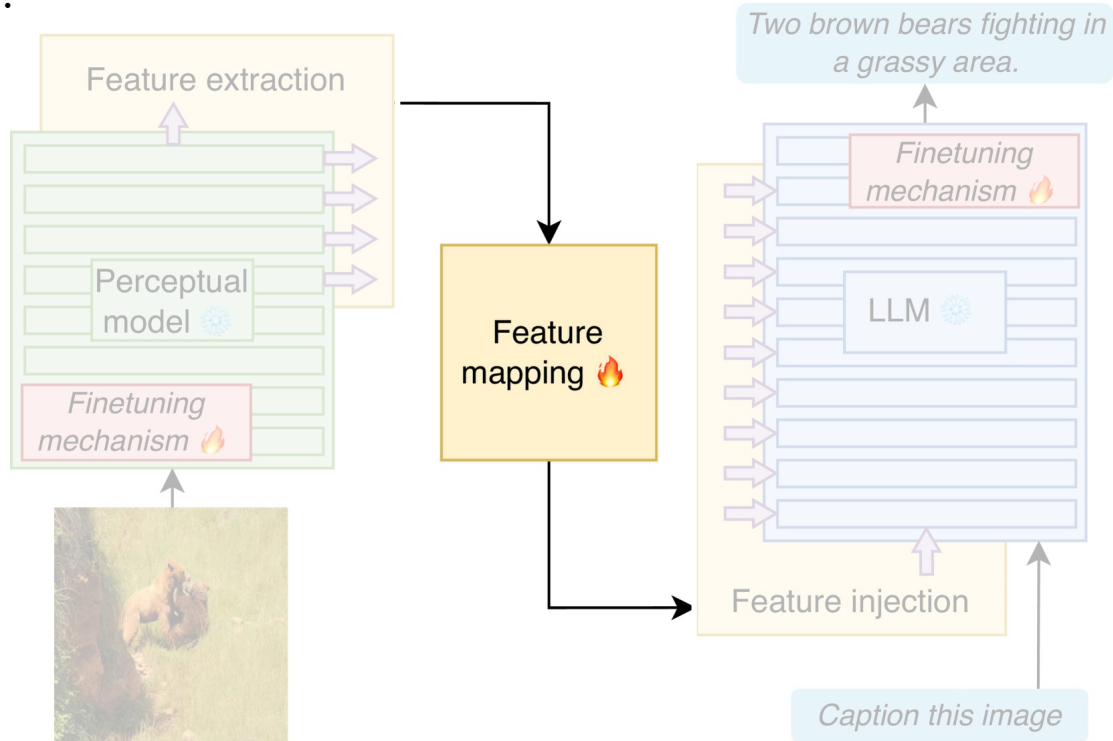 Two brown bears fighting in
a grassy area.
Feature extraction
Finetuning
mechanism 🔥
Perceptual
model ❄️
LLM ❄️
Feature
mapping 🔥
Finetuning
mechanism 🔥
Feature injection
Caption this image